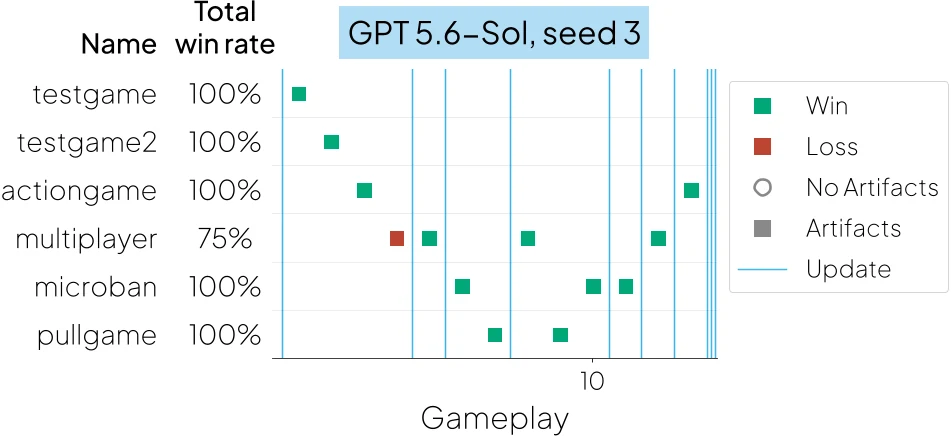 Total
Name win rate
GPT 5.6–Sol, seed 3
testgame 100%
testgame2 100%
actiongame 100%
multiplayer 75%
microban 100%
pullgame 100%
10
Gameplay
Win
Loss
No Artifacts
Artifacts
Update